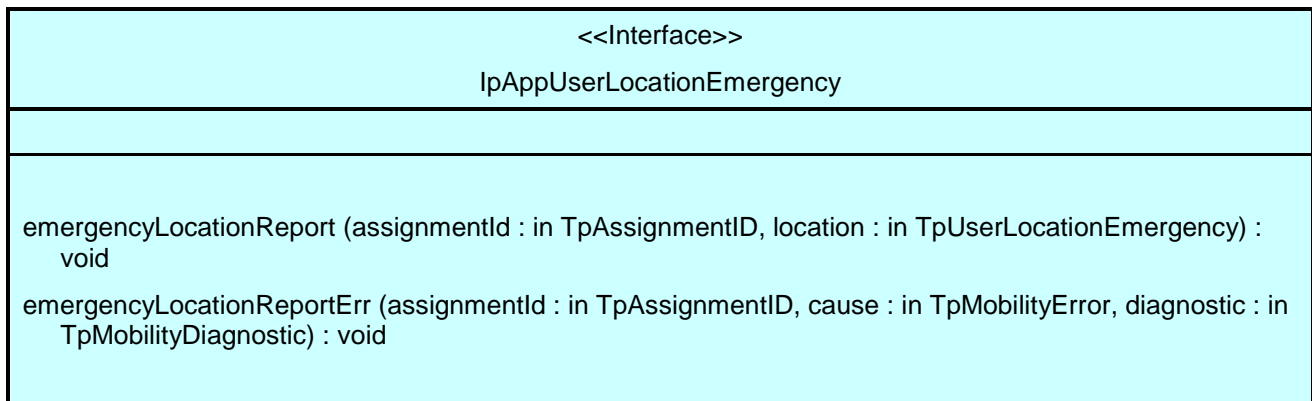 <<Interface>>
IpAppUserLocationEmergency
emergencyLocationReport (assignmentId : in TpAssignmentID, location : in TpUserLocationEmergency) :
void
emergencyLocationReportErr (assignmentId : in TpAssignmentID, cause : in TpMobilityError, diagnostic : in
TpMobilityDiagnostic) : void